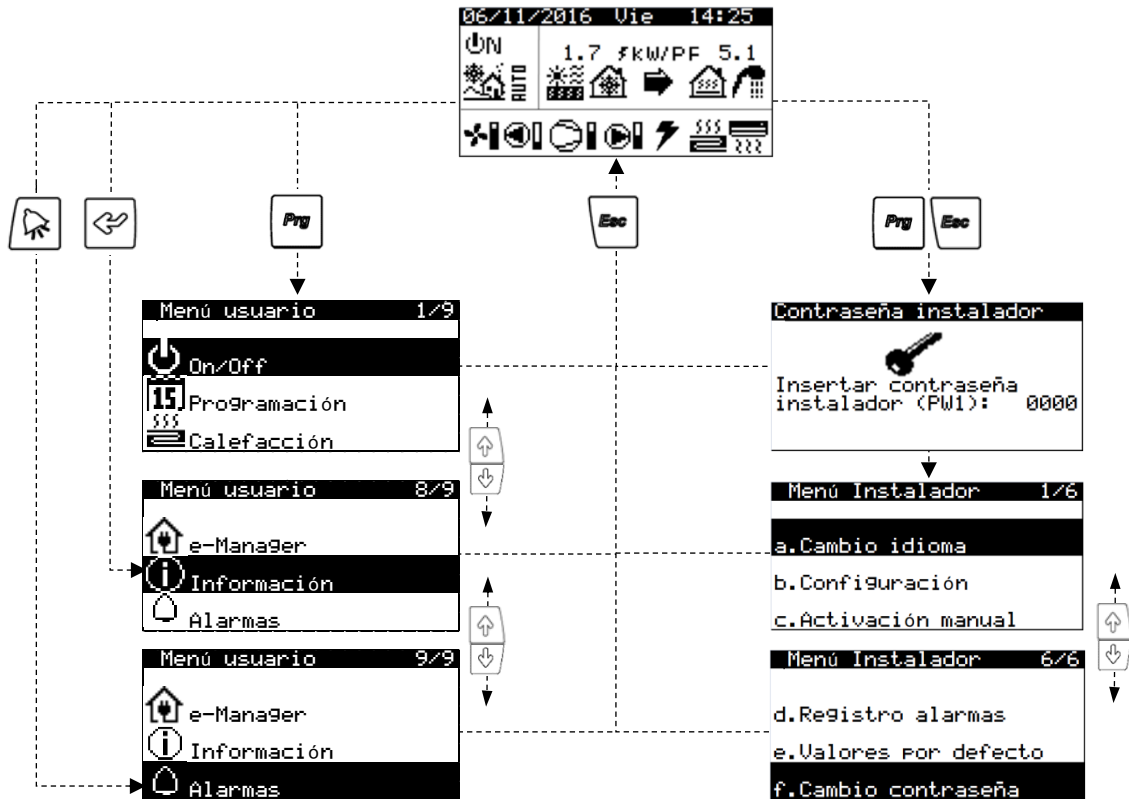 06/11/2016 Vie 14:25
ON
1.7 kW/PF 5.1
AUTO
Prg
Esc
Prg
Esc
Menú usuario 1/9
On/Off
15 Programación
Calefacción
Contraseña instalador
Insertar contraseña
instalador (PW1): 0000
Menú usuario 8/9
e-Manager
Información
Alarmas
Menú Instalador 1/6
a.Cambio idioma
b.Configuración
c.Activación manual
Menú usuario 9/9
e-Manager
Información
Alarmas
Menú Instalador 6/6
d.Registro alarmas
e.Valores por defecto
f.Cambio contraseña